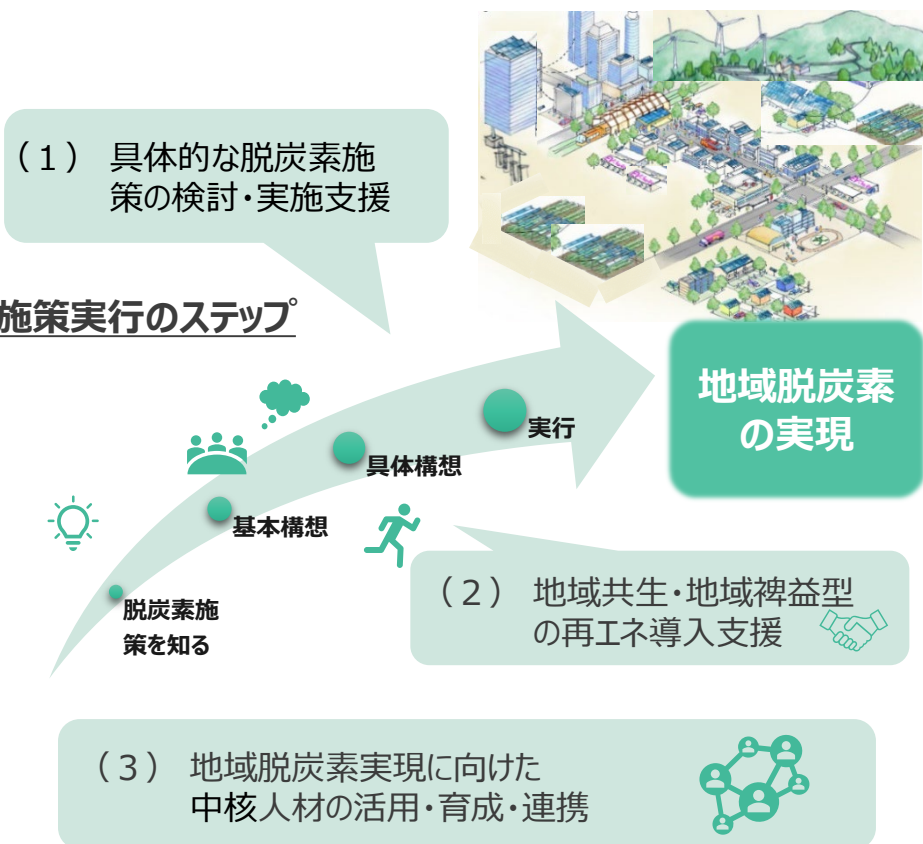 （１） 具体的な脱炭素施
策の検討・実施支援
施策実行のステップ
地域脱炭素
の実現
実行
具体構想
基本構想
脱炭素施
策を知る
（２） 地域共生・地域裨益型
の再エネ導入支援
（３） 地域脱炭素実現に向けた
中核人材の活用・育成・連携